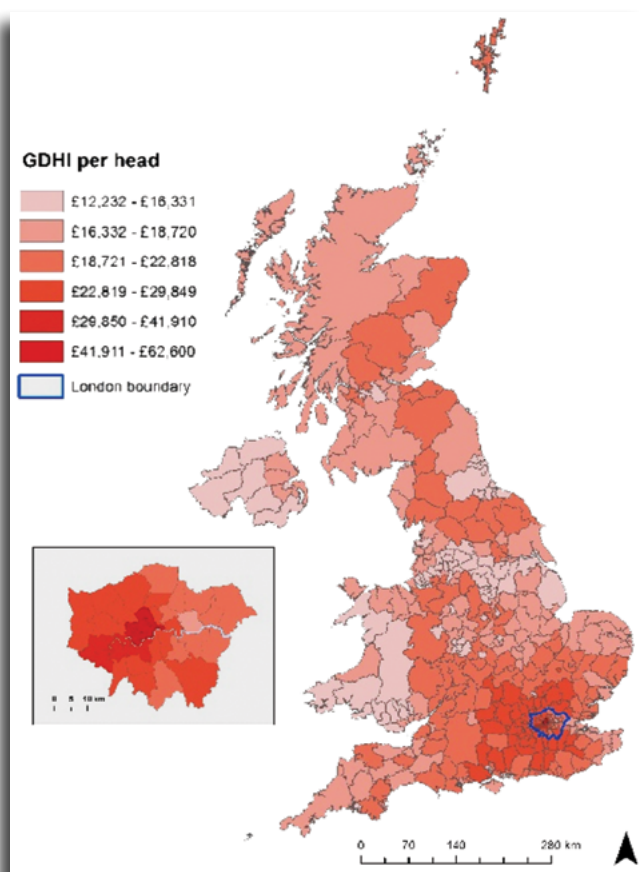 GDHI per head
£12,232 - £16,331
£16,332 - £18,720
£18,721 - £22,818
£22,819 - £29,849
£29,850 - £41,910
£41,911 - £62,600
London boundary
0 5 10 km
0 70 140 280 km